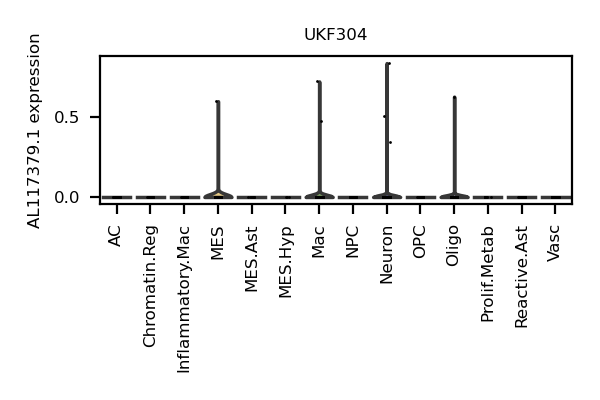 UKF304
AL117379.1 expression
0.5
0.0
AC
Chromatin.Reg
Inflammatory.Mac
MES
MES.Ast
MES.Hyp
Mac
NPC
Neuron
OPC
Oligo
Prolif.Metab
Reactive.Ast
Vasc